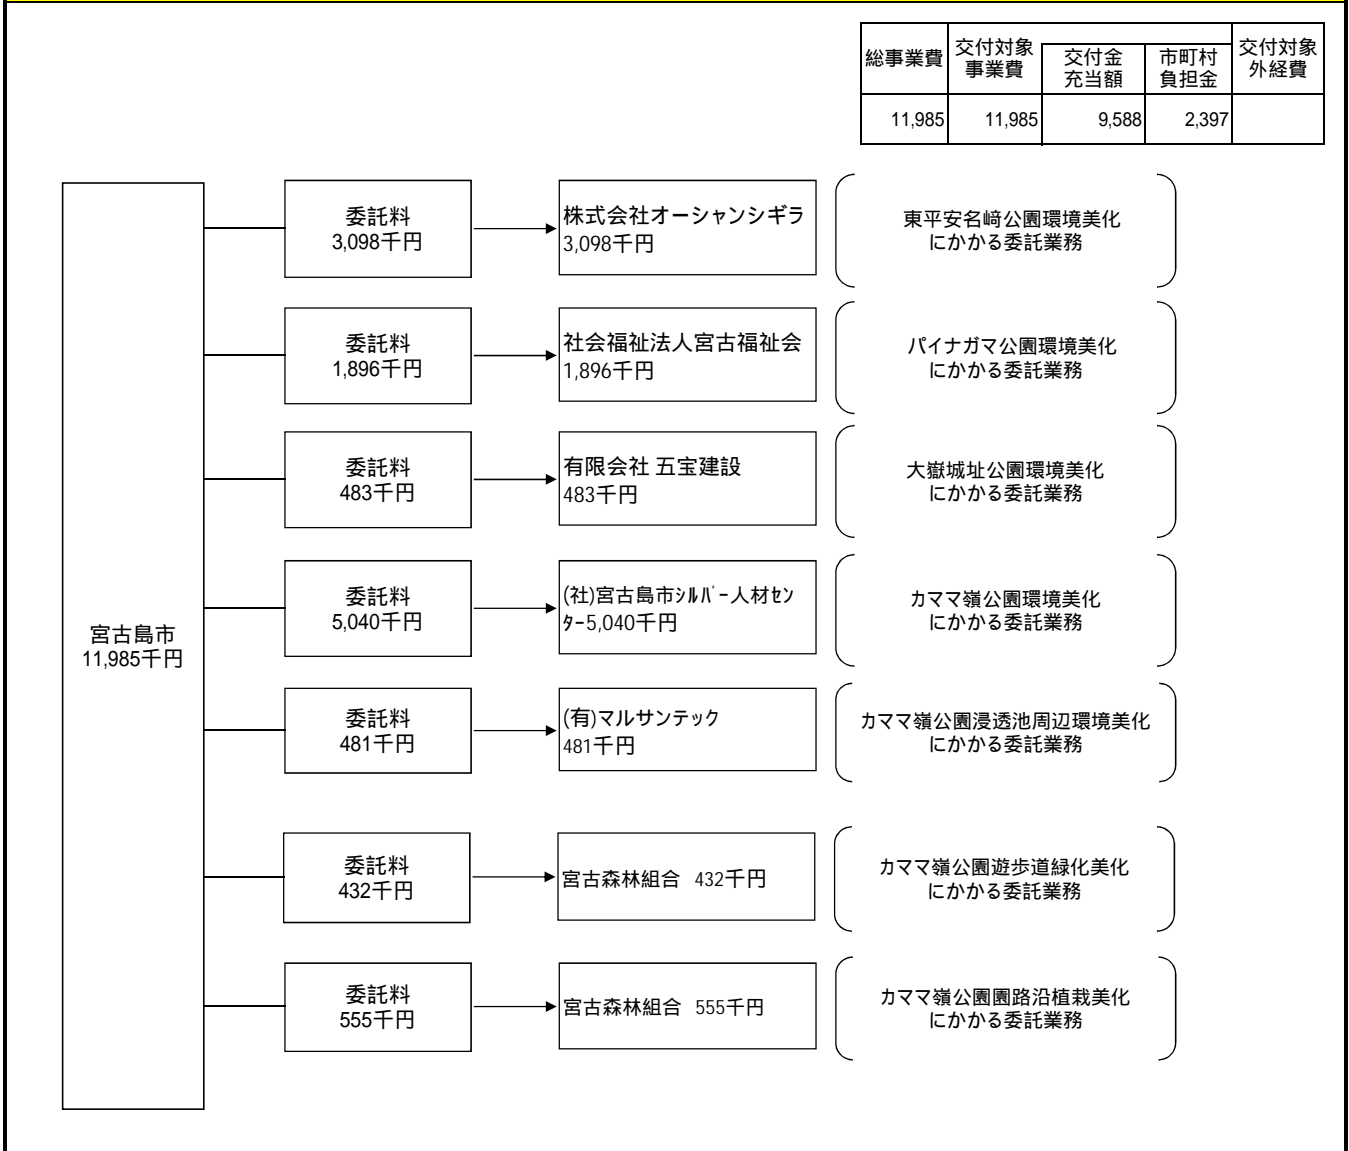 総事業費
交付対象
事業費
交付金
充当額
市町村
負担金
交付対象
外経費
11,985
11,985
9,588
2,397
宮古島市
11,985千円
委託料
3,098千円
株式会社オーシャンシギラ
3,098千円
東平安名﨑公園環境美化
にかかる委託業務
委託料
1,896千円
社会福祉法人宮古福祉会
1,896千円
パイナガマ公園環境美化
にかかる委託業務
委託料
483千円
有限会社 五宝建設
483千円
大嶽城址公園環境美化
にかかる委託業務
委託料
5,040千円
(社)宮古島市ｼﾙﾊﾞｰ人材ｾﾝ
ﾀｰ5,040千円
カママ嶺公園環境美化
にかかる委託業務
委託料
481千円
(有)マルサンテック
481千円
カママ嶺公園浸透池周辺環境美化
にかかる委託業務
委託料
432千円
宮古森林組合 432千円
カママ嶺公園遊歩道緑化美化
にかかる委託業務
委託料
555千円
宮古森林組合 555千円
カママ嶺公園園路沿植栽美化
にかかる委託業務